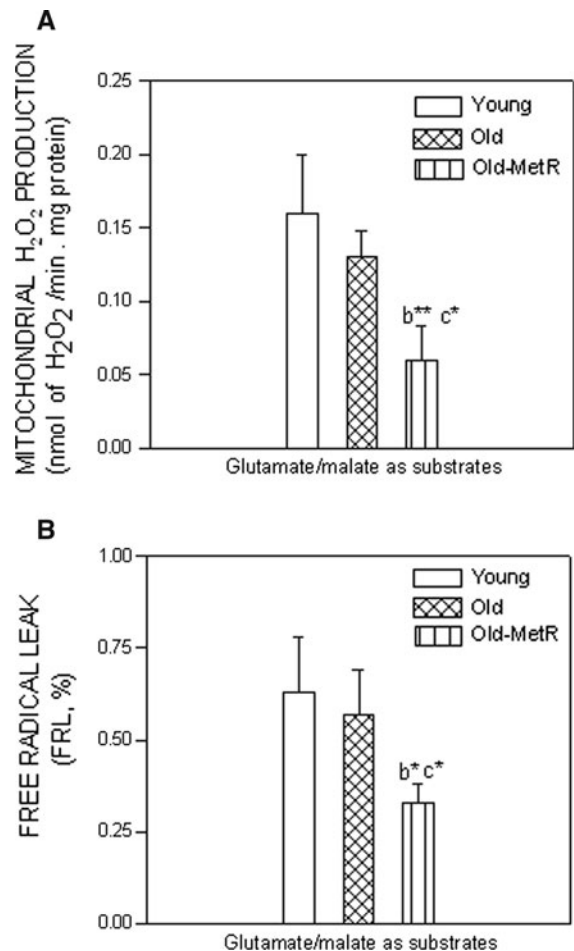 A
MITOCHONDRIAL H₂O₂ PRODUCTION
(nmol of H₂O₂ /min . mg protein)
0.25
0.20
0.15
0.10
0.05
0.00
Young
Old
Old-MetR
b** c*
Glutamate/malate as substrates
B
FREE RADICAL LEAK
(FRL, %)
1.00
0.75
0.50
0.25
0.00
Young
Old
Old-MetR
b* c*
Glutamate/malate as substrates